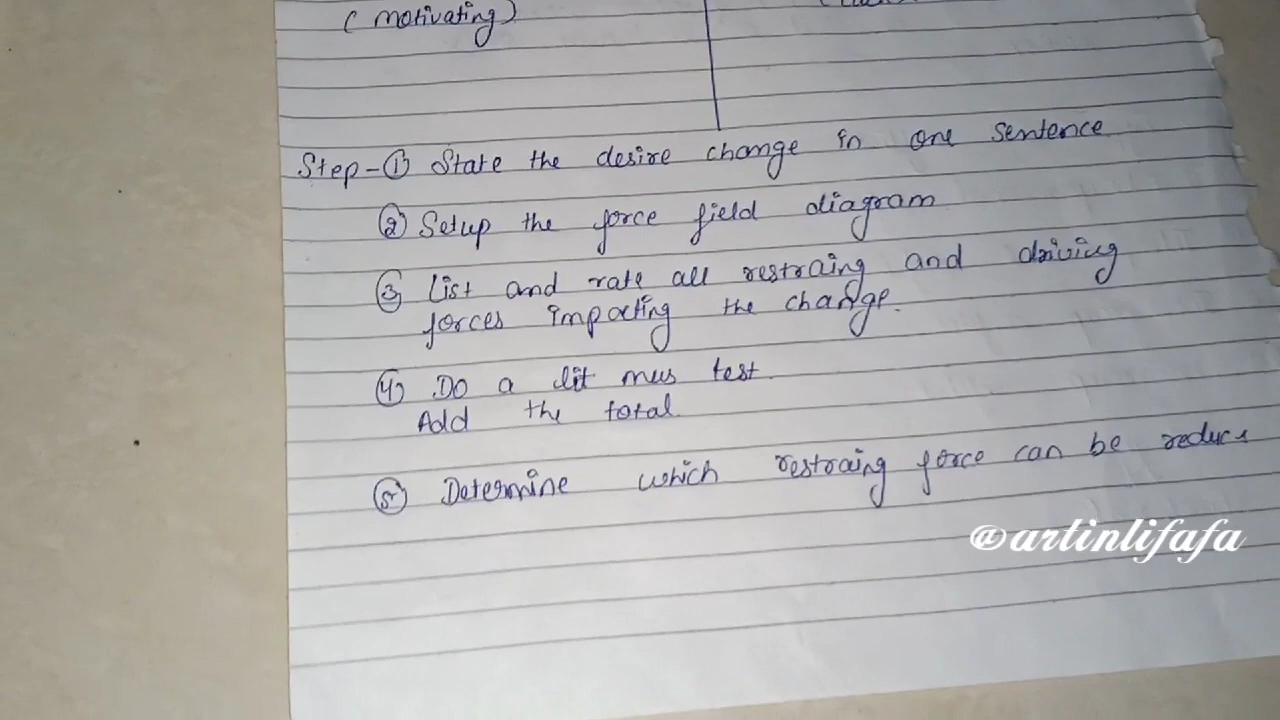 (motivating)
Step-① State the desire change in one sentence
② Setup the force field diagram
③ List and rate all restraing and driving
forces impacting the change.
④ Do a lit mus test
Add the total.
⑤ Determine which restraing force can be reduce
@artinlifafa